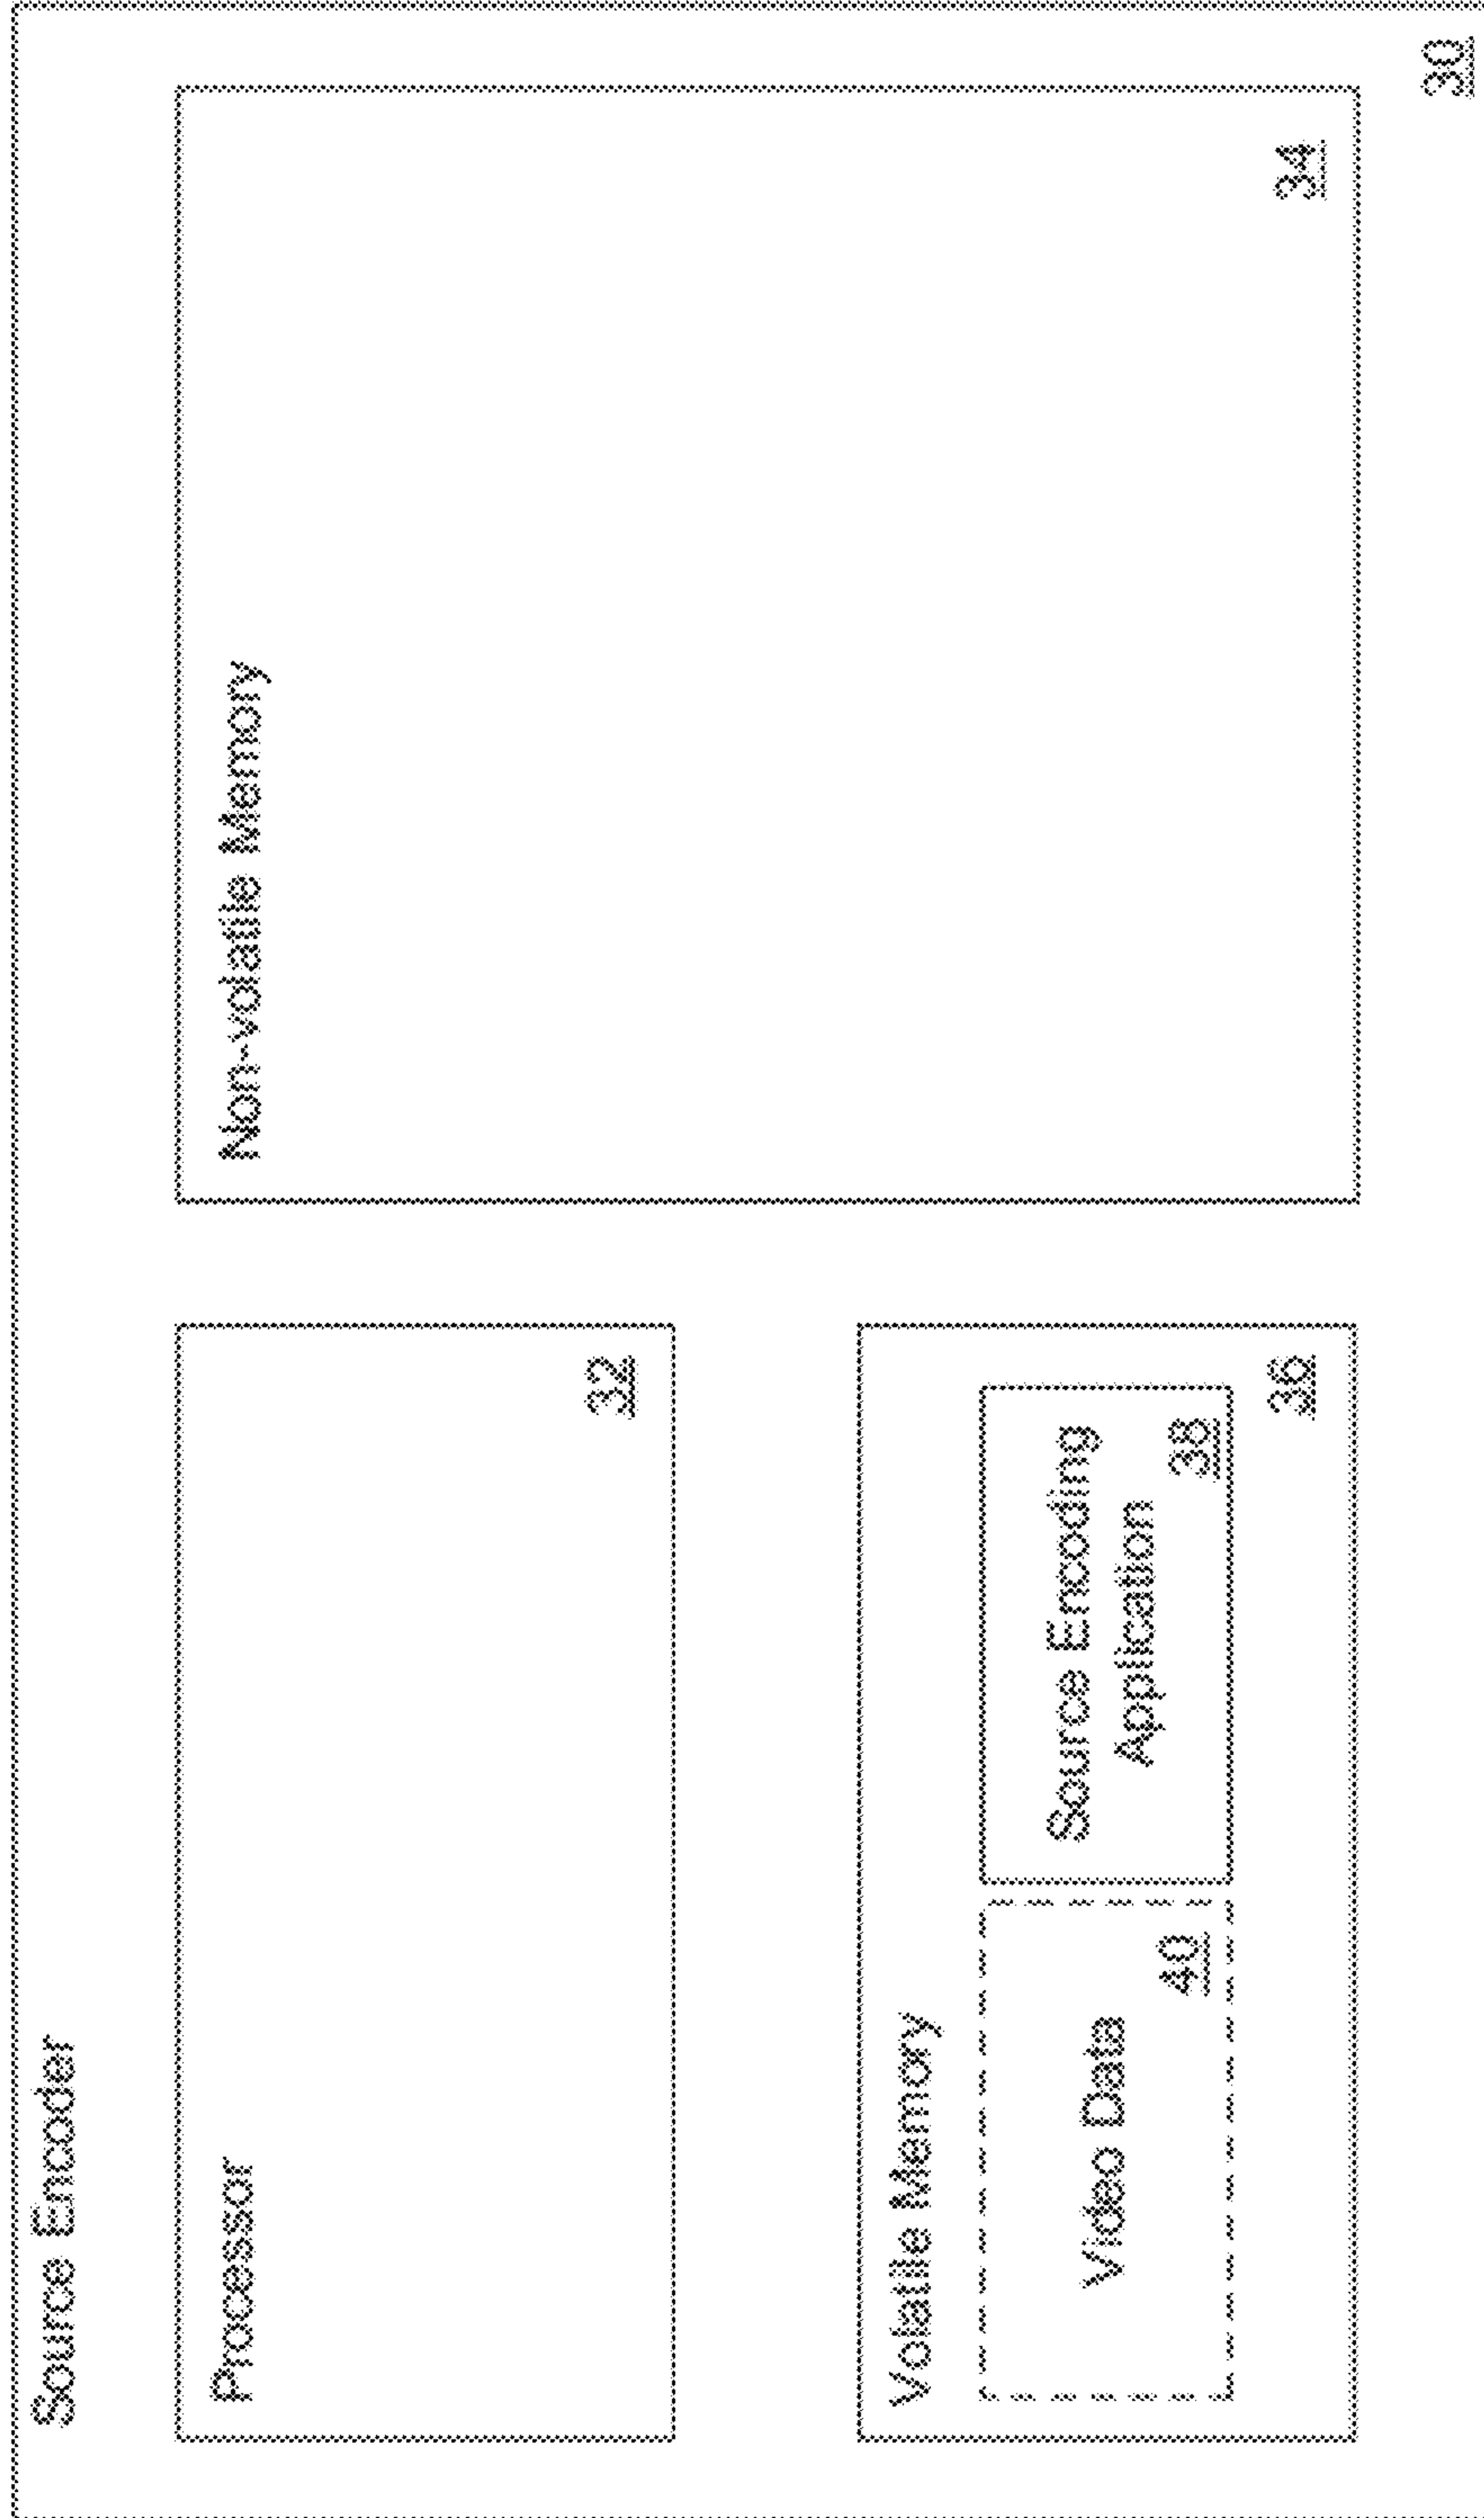 Source Encoder
Processor
32
Non-volatile Memory
34
Volatile Memory
Video Data
40
Source Encoding
Application
38
36
30